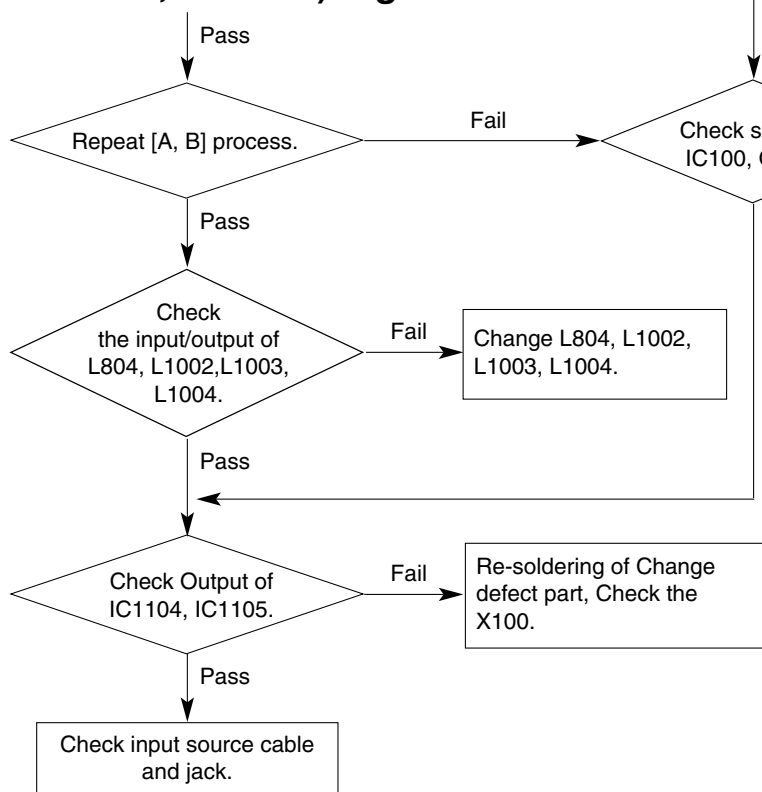 Pass
Repeat [A, B] process.
Fail
Check
IC100,
Pass
Check
the input/output of
L804, L1002,L1003,
L1004.
Fail
Change L804, L1002,
L1003, L1004.
Pass
Check Output of
IC1104, IC1105.
Fail
Re-soldering of Change
defect part, Check the
X100.
Pass
Check input source cable
and jack.